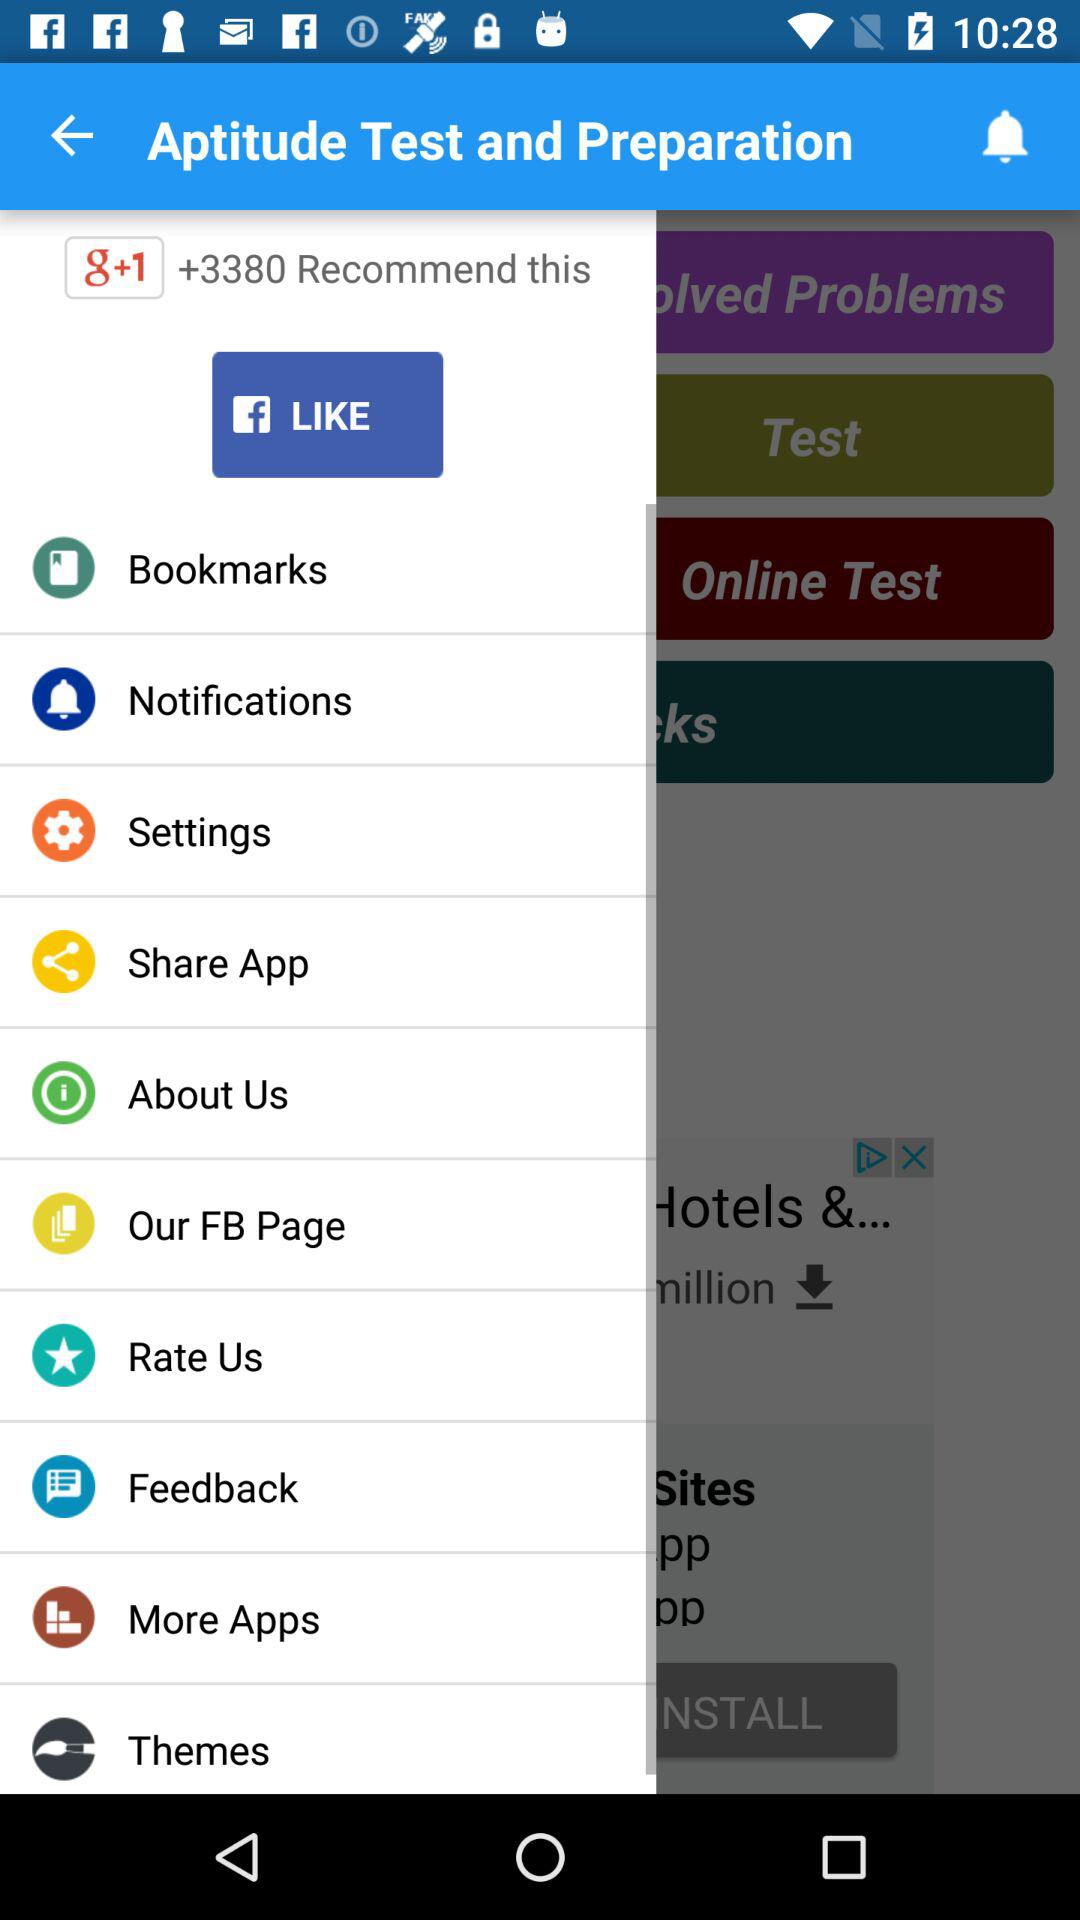 FAKE 10:28
Aptitude Test and Preparation
g+1 +3380 Recommend this
olved Problems
LIKE
Test
Bookmarks
Online Test
Notifications
cks
Settings
Share App
About Us
Hotels &...
Our FB Page
million
Rate Us
Feedback
Sites
pp
pp
More Apps
INSTALL
Themes